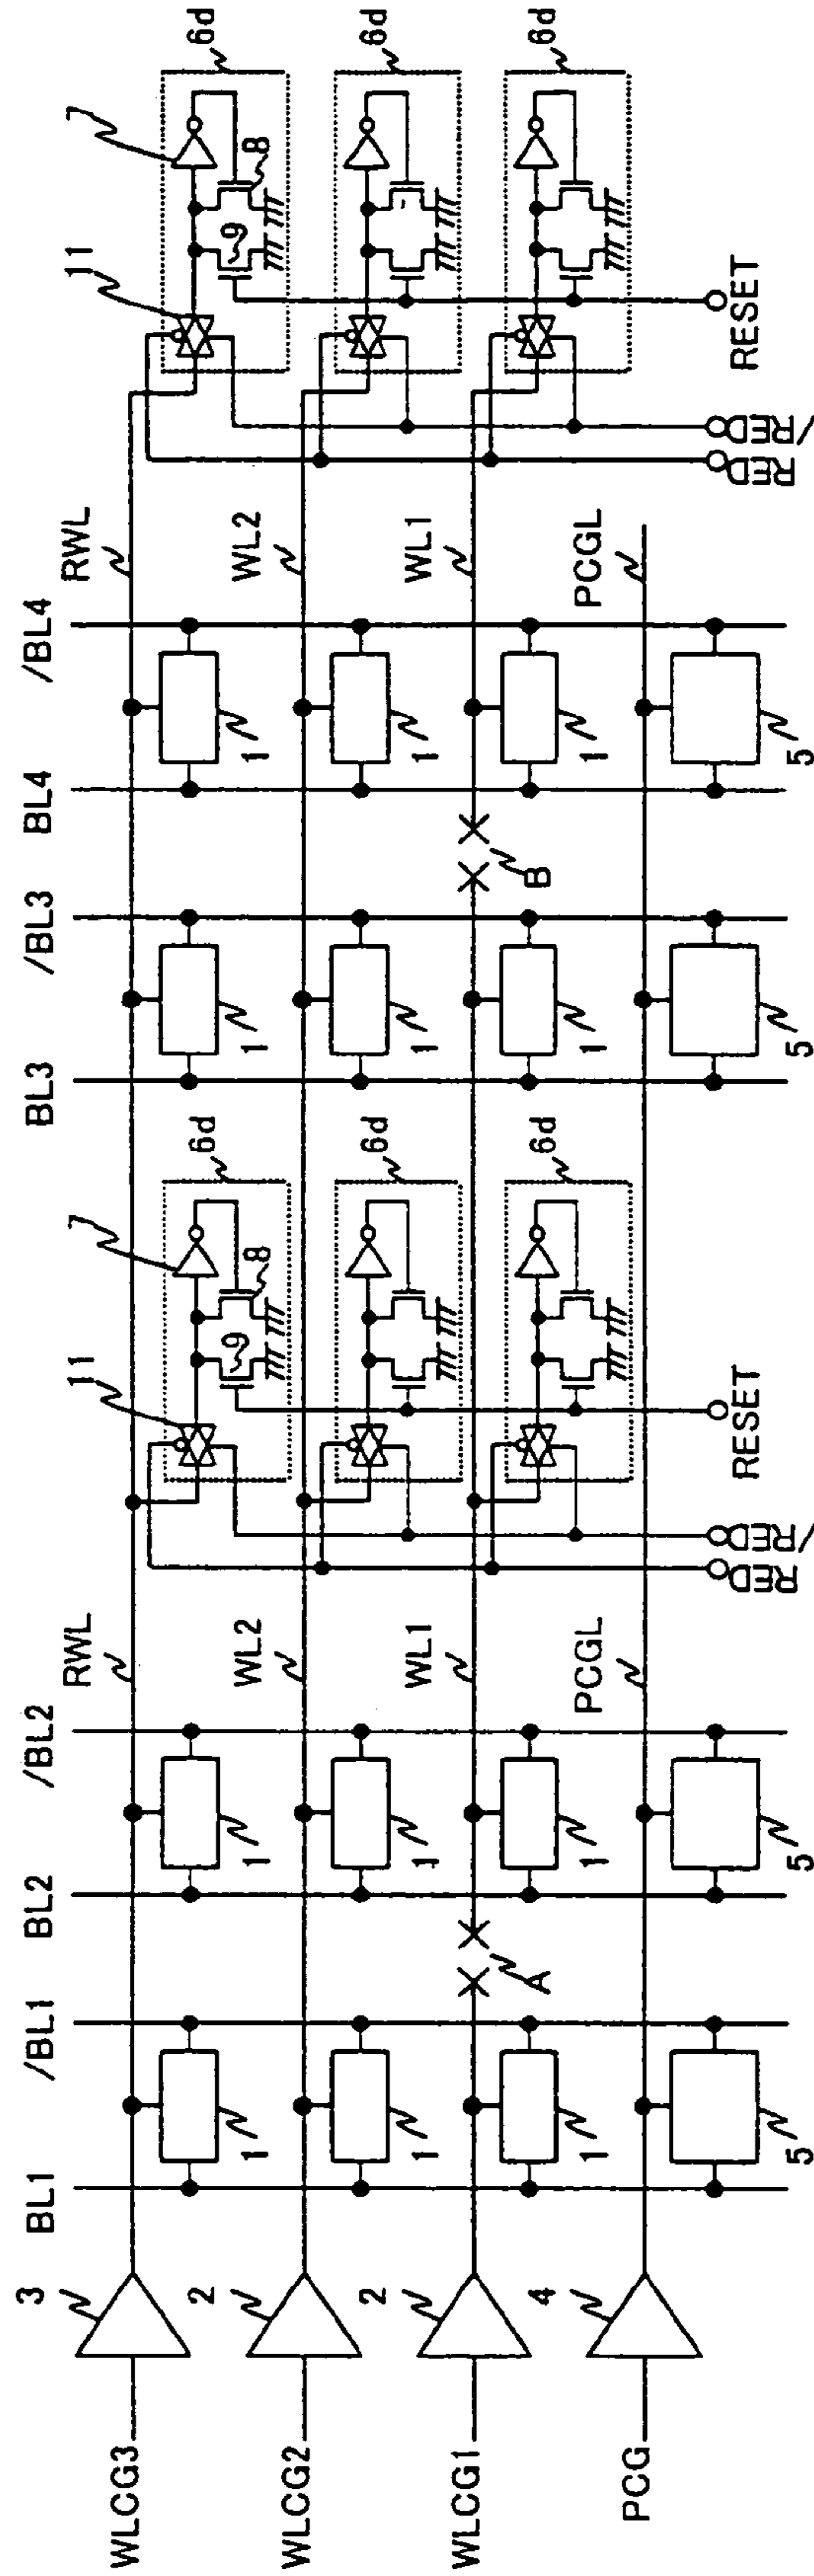 7
11
6d
6d
6d
9
8
RESET
/RED
RED
RWL
WL2
WL1
PCGL
/BL4
1
1
1
5
BL4
B
/BL3
1
1
1
5
BL3
7
11
6d
6d
6d
9
8
RESET
/RED
RED
RWL
WL2
WL1
PCGL
/BL2
1
1
1
5
BL2
A
/BL1
1
1
1
5
BL1
3
2
2
4
WLCG3
WLCG2
WLCG1
PCG